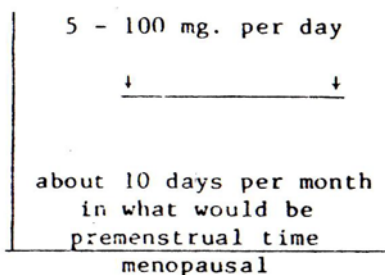 5 - 100 mg. per day
about 10 days per month
in what would be
premenstrual time
menopausal